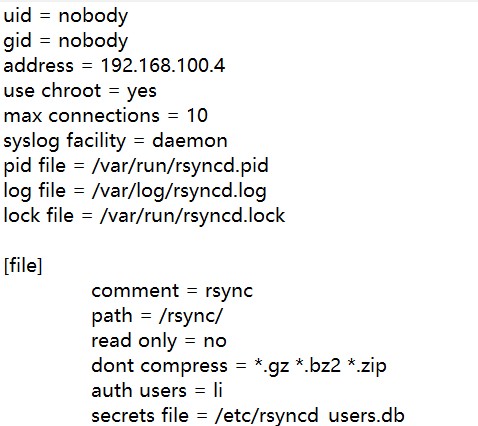 uid = nobody
gid = nobody
address = 192.168.100.4
use chroot = yes
max connections = 10
syslog facility = daemon
pid file = /var/run/rsyncd.pid
log file = /var/log/rsyncd.log
lock file = /var/run/rsyncd.lock
[file]
comment = rsync
path = /rsync/
read only = no
dont compress = *.gz *.bz2 *.zip
auth users = li
secrets file = /etc/rsyncd_users.db